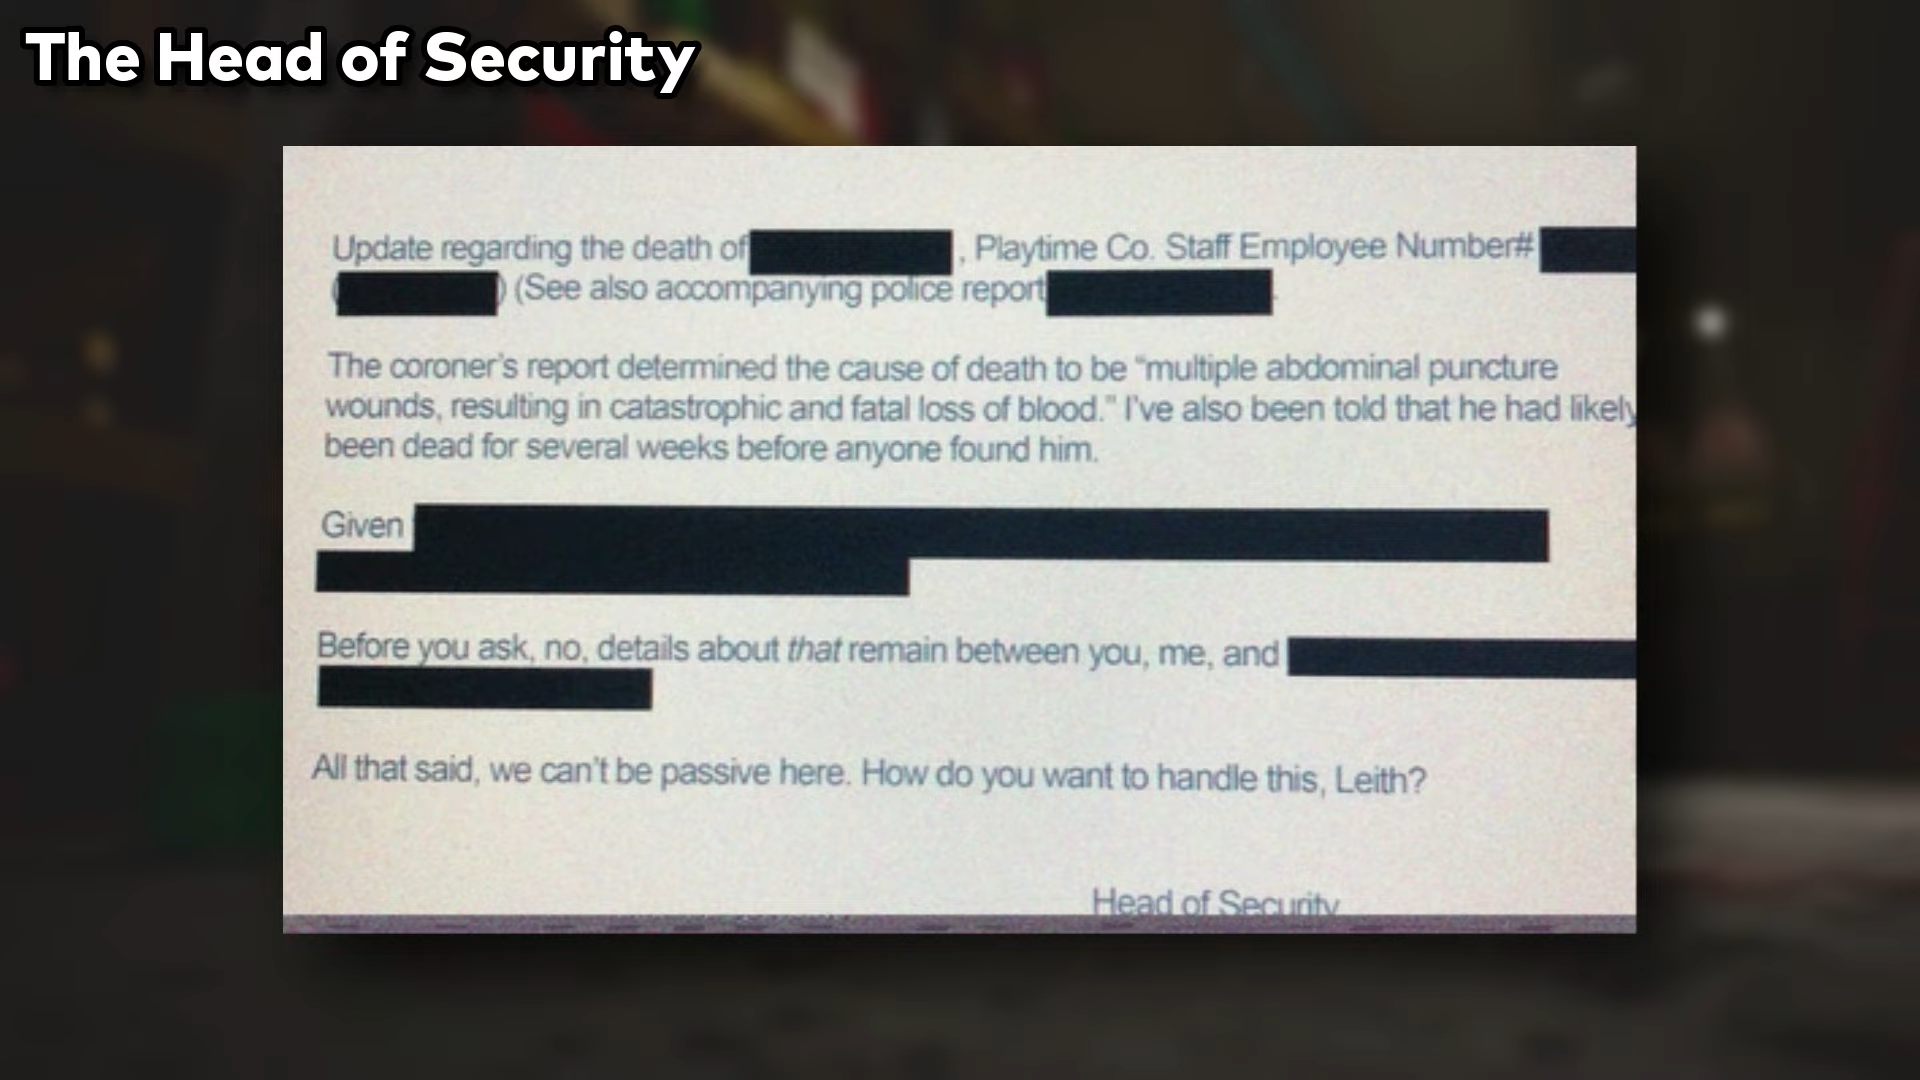 The Head of Security
Update regarding the death of , Playtime Co. Staff Employee Number#
( ) (See also accompanying police report
The coroner's report determined the cause of death to be “multiple abdominal puncture
wounds, resulting in catastrophic and fatal loss of blood.” I've also been told that he had likely
been dead for several weeks before anyone found him.
Given
Before you ask, no, details about that remain between you, me, and
All that said, we can't be passive here. How do you want to handle this, Leith?
Head of Security